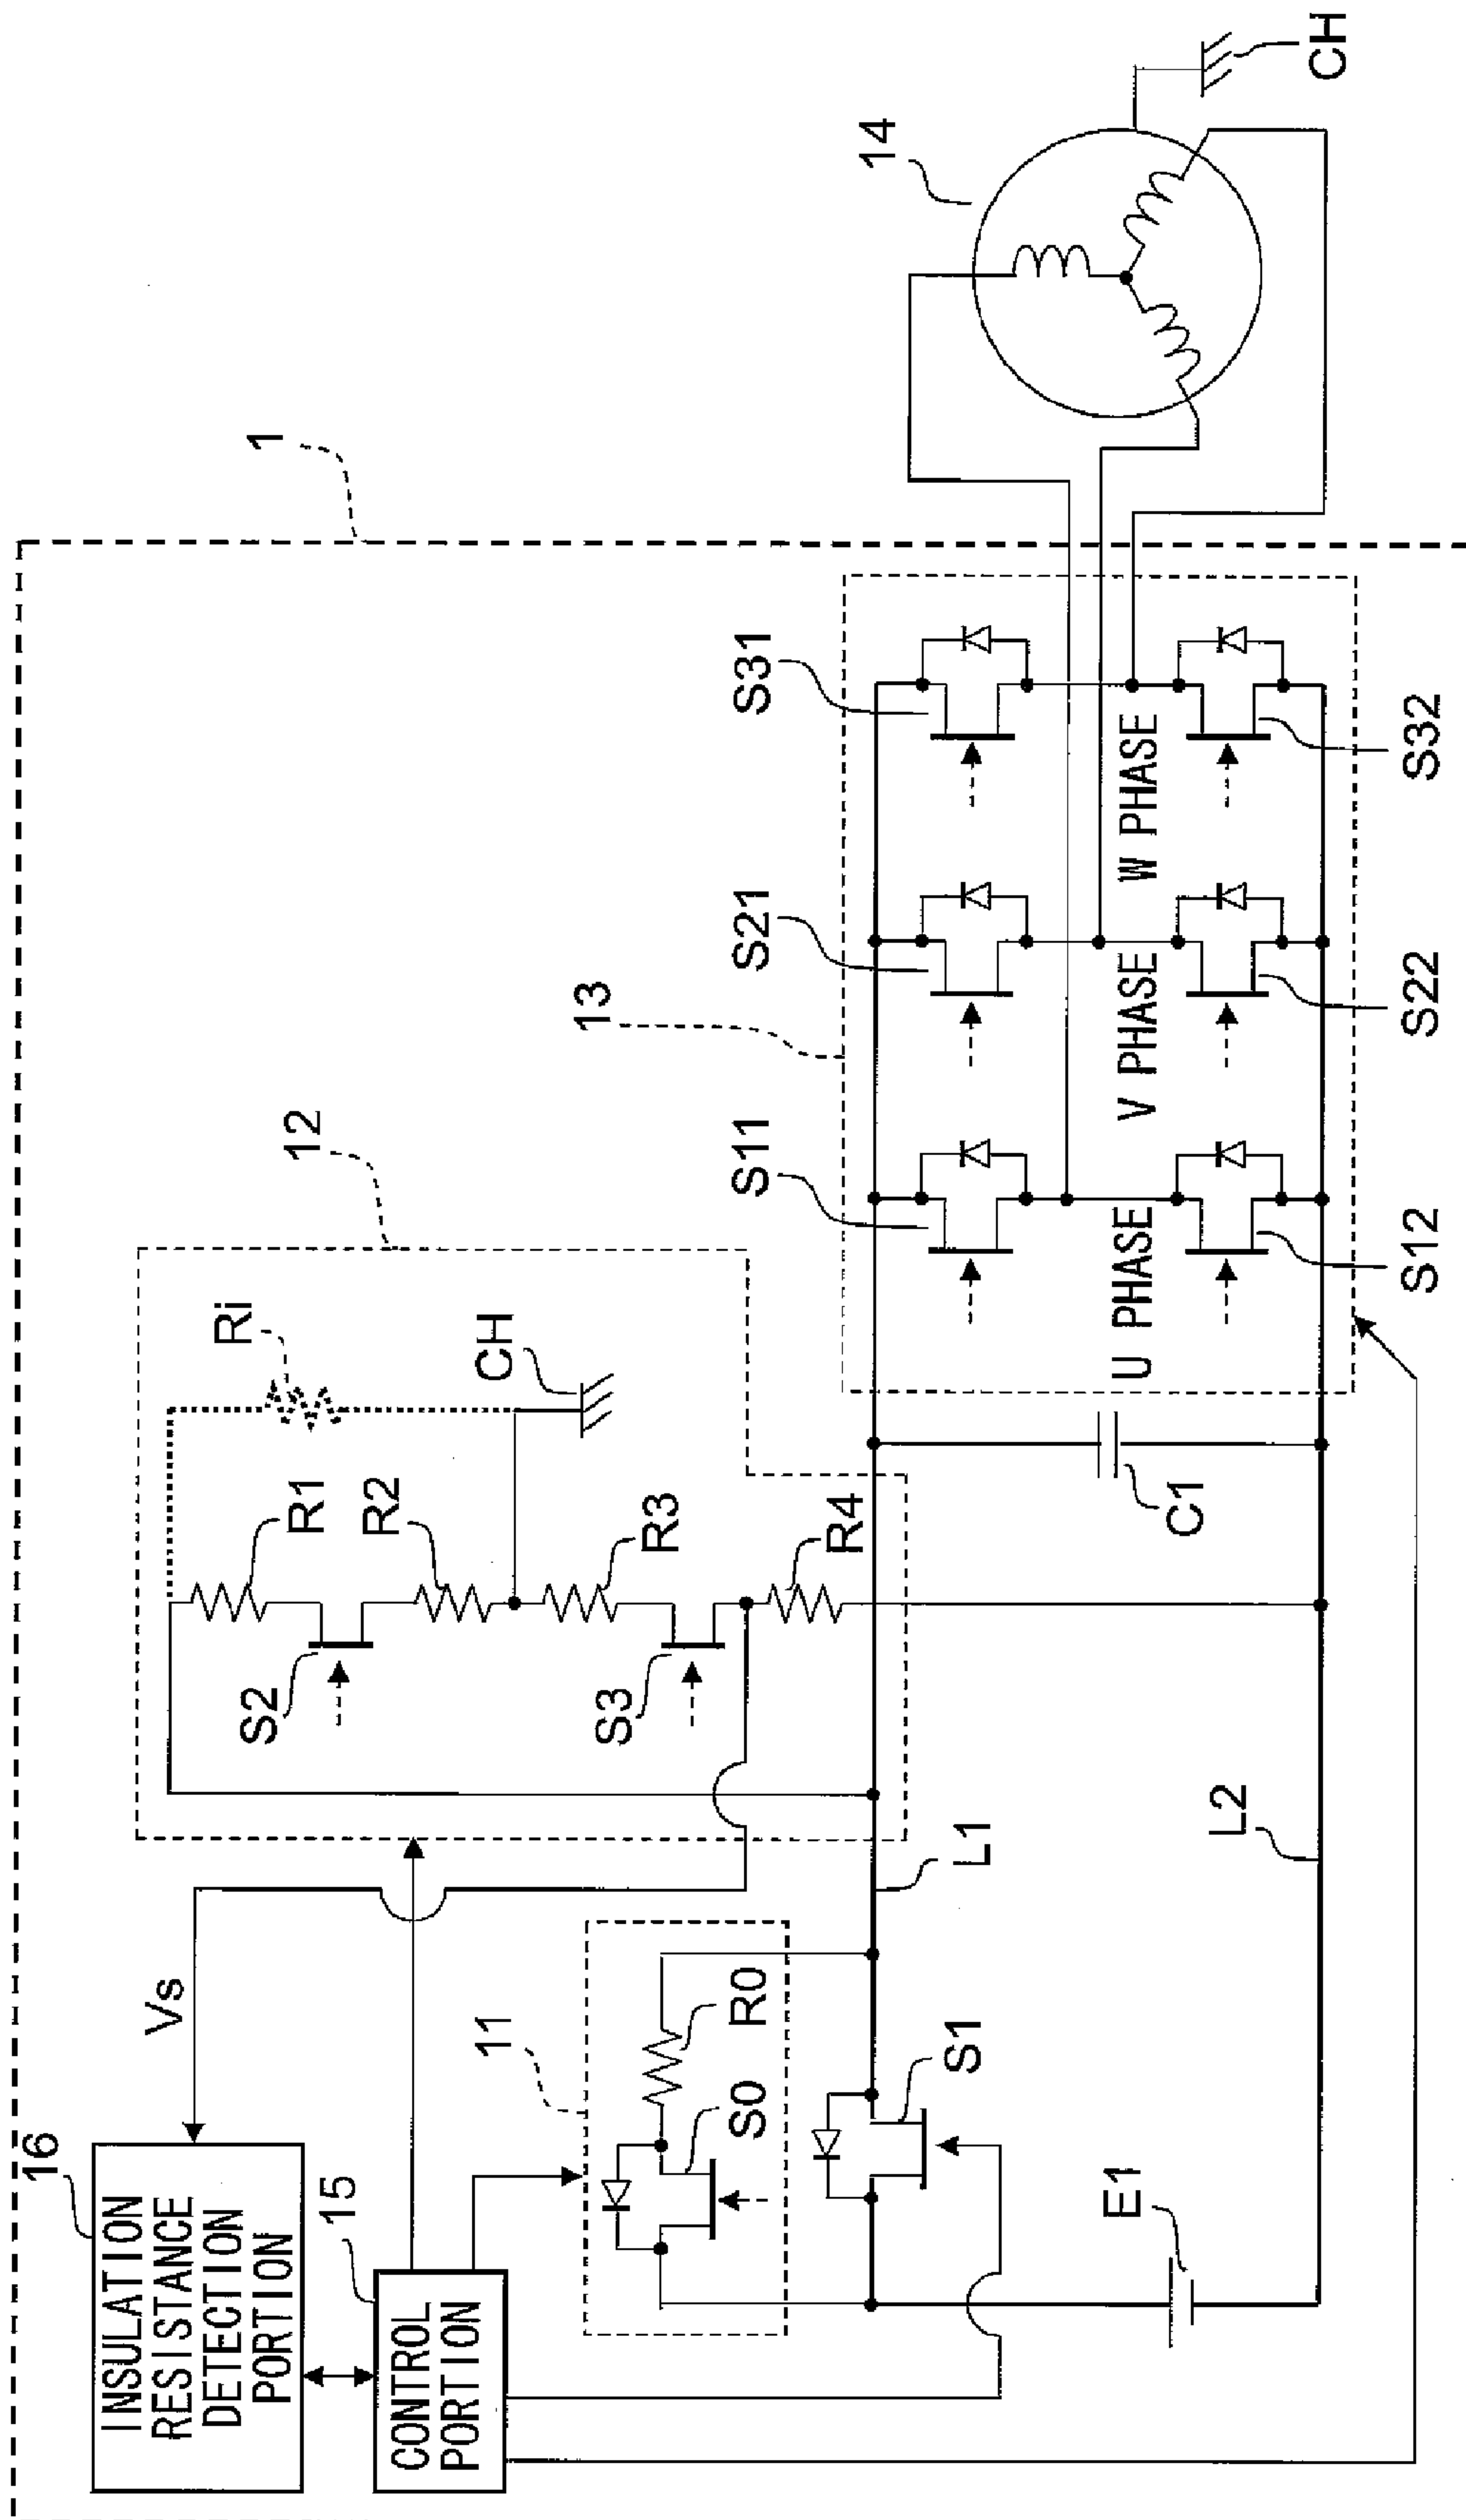 1
16
INSULATION
RESISTANCE
DETECTION
PORTION
Vs
15
CONTROL
PORTION
12
S2
R1
Ri
R2
CH
S3
R3
R4
11
S0
R0
S1
L1
E1
L2
C1
13
S11
S21
S31
U PHASE
V PHASE
W PHASE
S12
S22
S32
14
CH